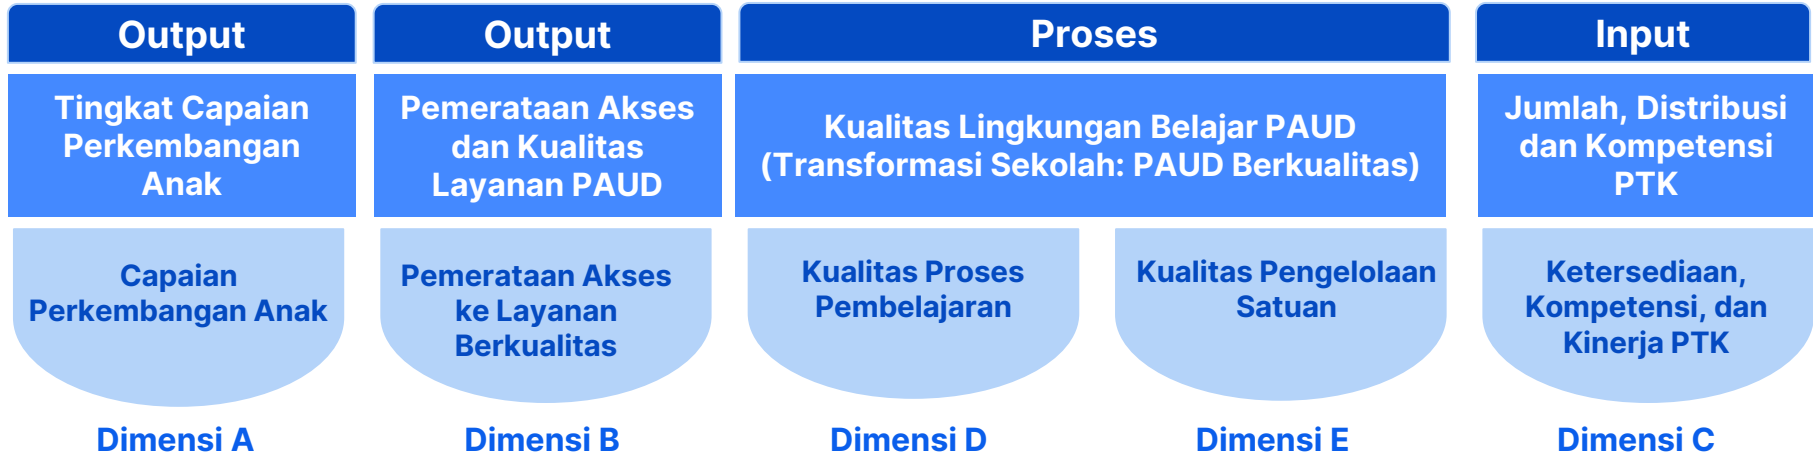 Output
Output
Proses
Input
Tingkat Capaian
Perkembangan
Anak
Pemerataan Akses
dan Kualitas
Layanan PAUD
Kualitas Lingkungan Belajar PAUD
(Transformasi Sekolah: PAUD Berkualitas)
Jumlah, Distribusi
dan Kompetensi
PTK
Capaian
Perkembangan Anak
Pemerataan Akses
ke Layanan
Berkualitas
Kualitas Proses
Pembelajaran
Kualitas Pengelolaan
Satuan
Ketersediaan,
Kompetensi, dan
Kinerja PTK
Dimensi A
Dimensi B
Dimensi D
Dimensi E
Dimensi C